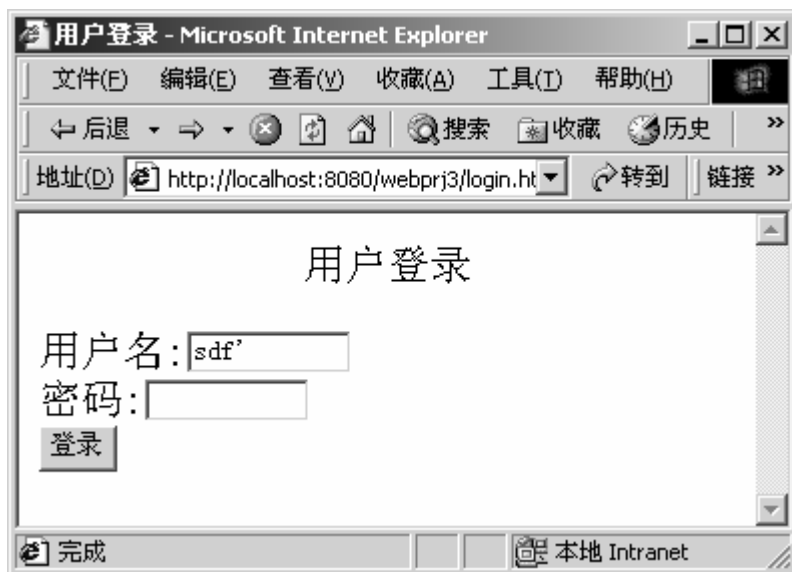 用户登录 - Microsoft Internet Explorer
文件(F) 编辑(E) 查看(V) 收藏(A) 工具(T) 帮助(H)
后退 搜索 收藏 历史 »
地址(D) http://localhost:8080/webprj3/login.ht 转到 链接 »
用户登录
用户名:sdf'
密码:
登录
完成 本地 Intranet